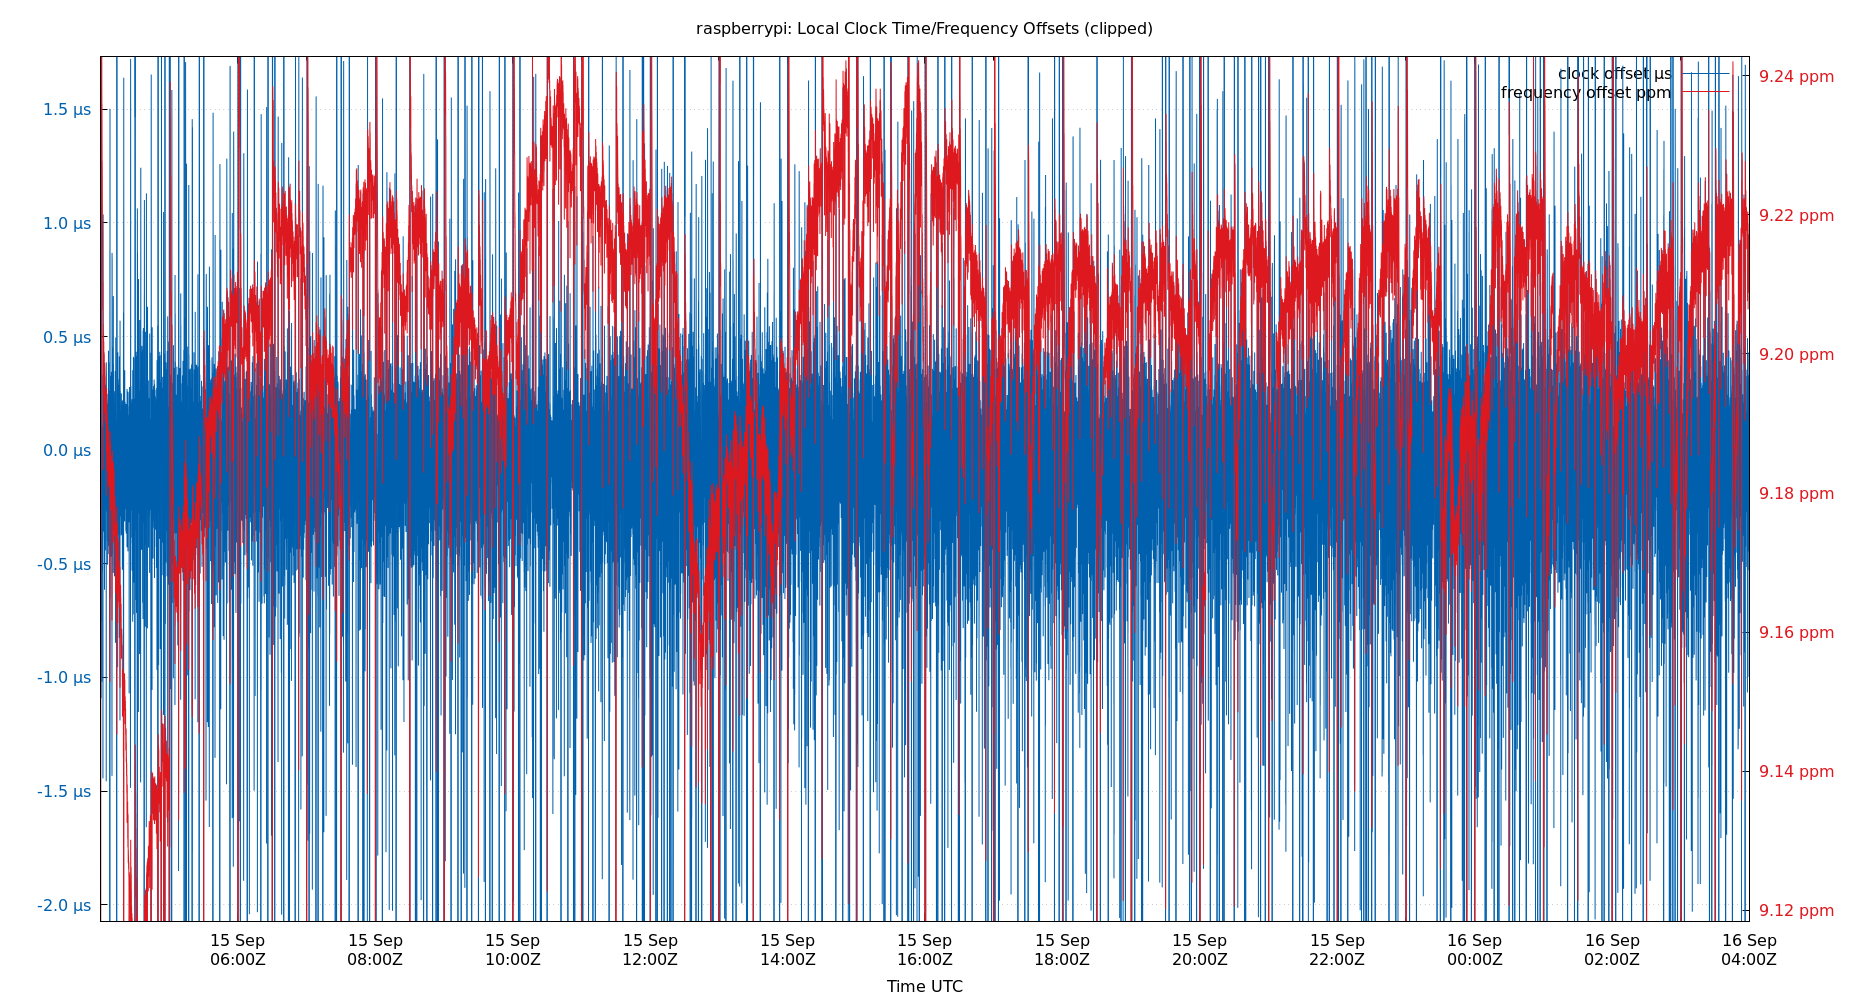 raspberrypi: Local Clock Time/Frequency Offsets (clipped)
clock offset µs
frequency offset ppm
1.5 µs
1.0 µs
0.5 µs
0.0 µs
-0.5 µs
-1.0 µs
-1.5 µs
-2.0 µs
9.24 ppm
9.22 ppm
9.20 ppm
9.18 ppm
9.16 ppm
9.14 ppm
9.12 ppm
15 Sep
06:00Z
15 Sep
08:00Z
15 Sep
10:00Z
15 Sep
12:00Z
15 Sep
14:00Z
15 Sep
16:00Z
15 Sep
18:00Z
15 Sep
20:00Z
15 Sep
22:00Z
16 Sep
00:00Z
16 Sep
02:00Z
16 Sep
04:00Z
Time UTC